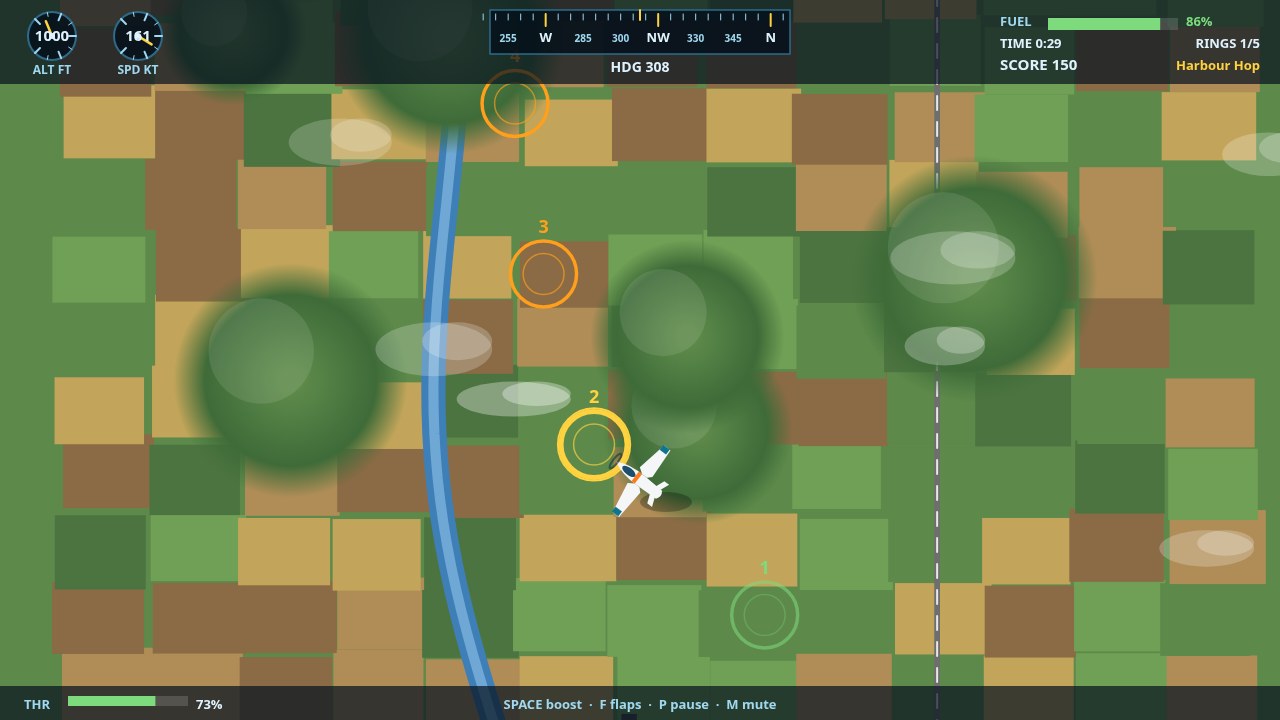 1000
ALT FT
161
SPD KT
255 W 285 300 NW 330 345 N
HDG 308
FUEL 86%
TIME 0:29 RINGS 1/5
SCORE 150 Harbour Hop
4
3
2
1
THR 73%
SPACE boost · F flaps · P pause · M mute